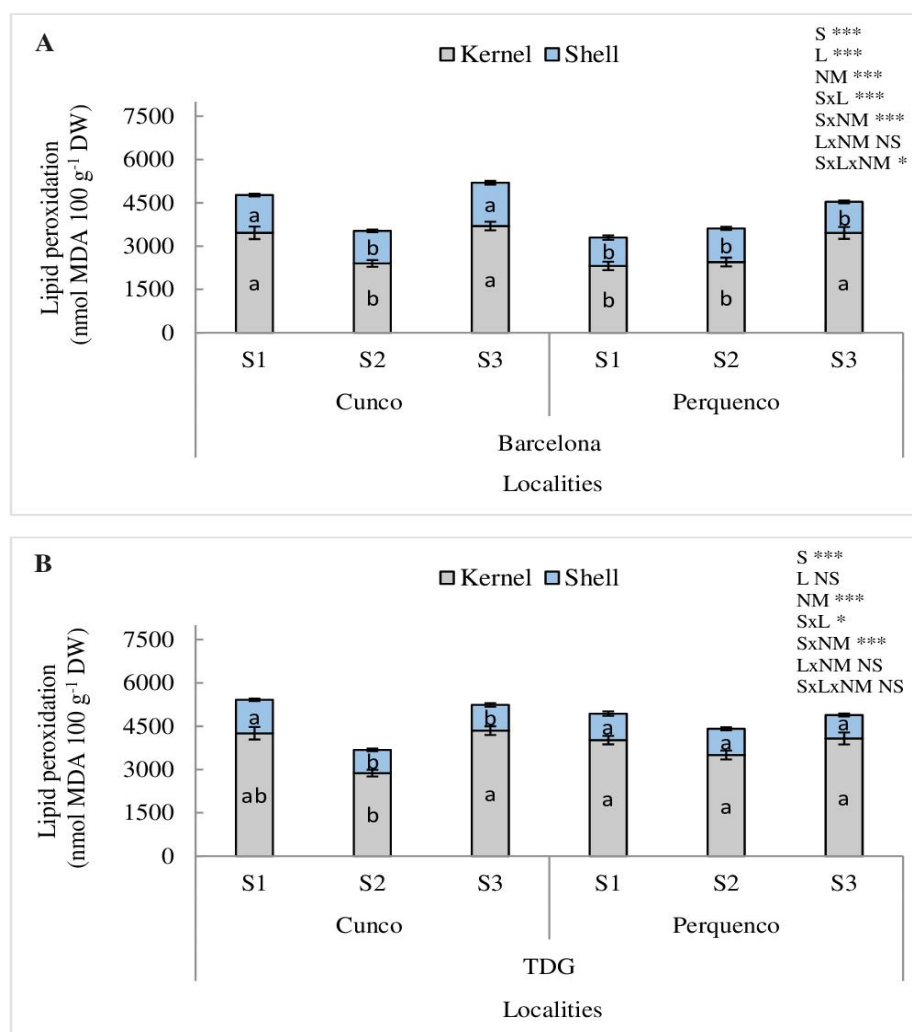 A
Kernel Shell
S ***
L ***
NM ***
SxL ***
SxNM ***
LxNM NS
SxLxNM *
Lipid peroxidation
(nmol MDA 100 g⁻¹ DW)
7500
6000
4500
3000
1500
0
a b a b b b
a b a b b a
S1 S2 S3 S1 S2 S3
Cunco Perquenco
Barcelona
Localities
B
Kernel Shell
S ***
L NS
NM ***
SxL *
SxNM ***
LxNM NS
SxLxNM NS
Lipid peroxidation
(nmol MDA 100 g⁻¹ DW)
7500
6000
4500
3000
1500
0
a b b a a a
ab b a a a a
S1 S2 S3 S1 S2 S3
Cunco Perquenco
TDG
Localities